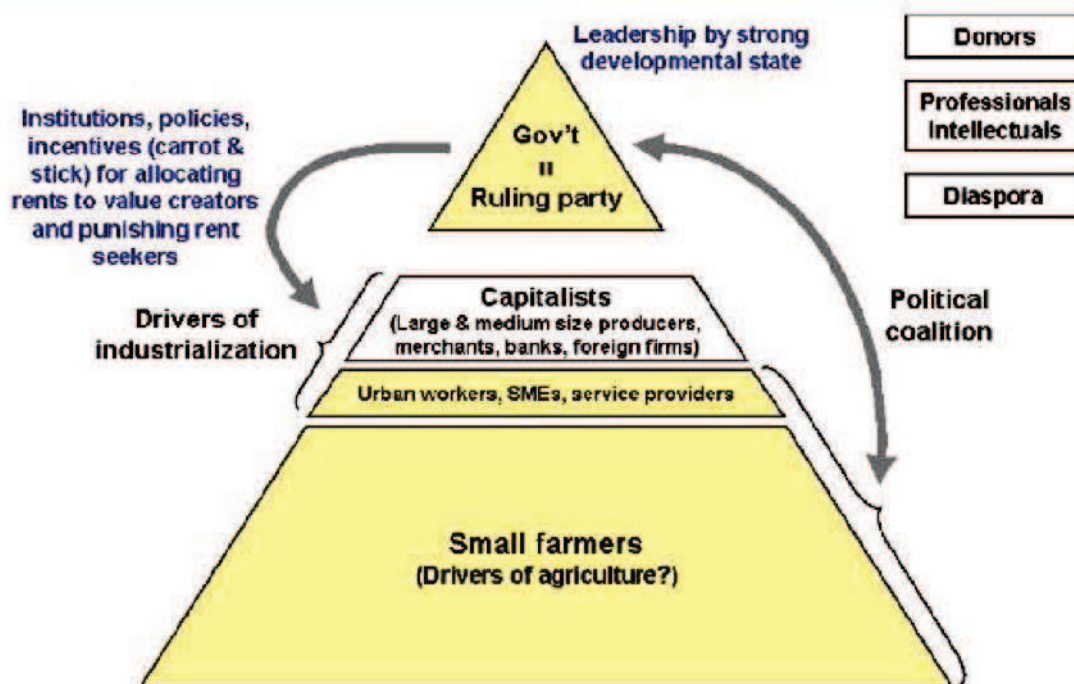 Leadership by strong
developmental state
Donors
Professionals
Intellectuals
Diaspora
Institutions, policies,
incentives (carrot &
stick) for allocating
rents to value creators
and punishing rent
seekers
Gov't
=
Ruling party
Drivers of
industrialization
Capitalists
(Large & medium size producers,
merchants, banks, foreign firms)
Political
coalition
Urban workers, SMEs, service providers
Small farmers
(Drivers of agriculture?)